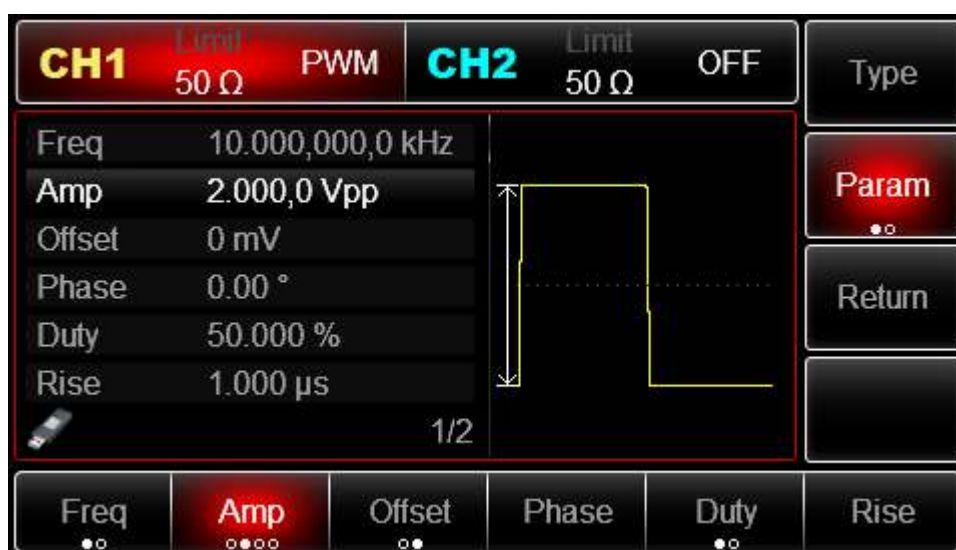 CH1 Limit 50 Ω PWM CH2 Limit 50 Ω OFF
Type
Freq 10.000,000,0 kHz
Amp 2.000,0 Vpp
Offset 0 mV
Phase 0.00 °
Duty 50.000 %
Rise 1.000 µs
1/2
Param
Return
Freq Amp Offset Phase Duty Rise